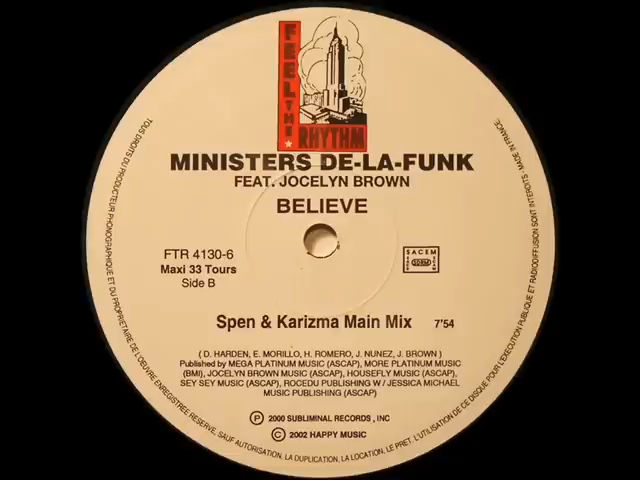 FEEL THE
RHYTHM
MINISTERS DE-LA-FUNK
FEAT. JOCELYN BROWN
BELIEVE
FTR 4130-6
Maxi 33 Tours
Side B
SACEM
SDRM
Spen & Karizma Main Mix 7'54
( D. HARDEN, E. MORILLO, H. ROMERO, J. NUNEZ, J. BROWN )
Published by MEGA PLATINUM MUSIC (ASCAP), MORE PLATINUM MUSIC
(BMI), JOCELYN BROWN MUSIC (ASCAP), HOUSEFLY MUSIC (ASCAP),
SEY SEY MUSIC (ASCAP), ROCEDU PUBLISHING W / JESSICA MICHAEL
MUSIC PUBLISHING (ASCAP)
Ⓟ 2000 SUBLIMINAL RECORDS , INC
© 2002 HAPPY MUSIC
TOUS DROITS DU PRODUCTEUR PHONOGRAPHIQUE ET DU PROPRIETAIRE DE L'OEUVRE ENREGISTREE RESERVES, SAUF AUTORISATION, LA DUPLICATION, LA LOCATION, LE PRET, L'UTILISATION DE CE DISQUE POUR EXECUTION PUBLIQUE ET RADIODIFFUSION SONT INTERDITS - MADE IN FRANCE.